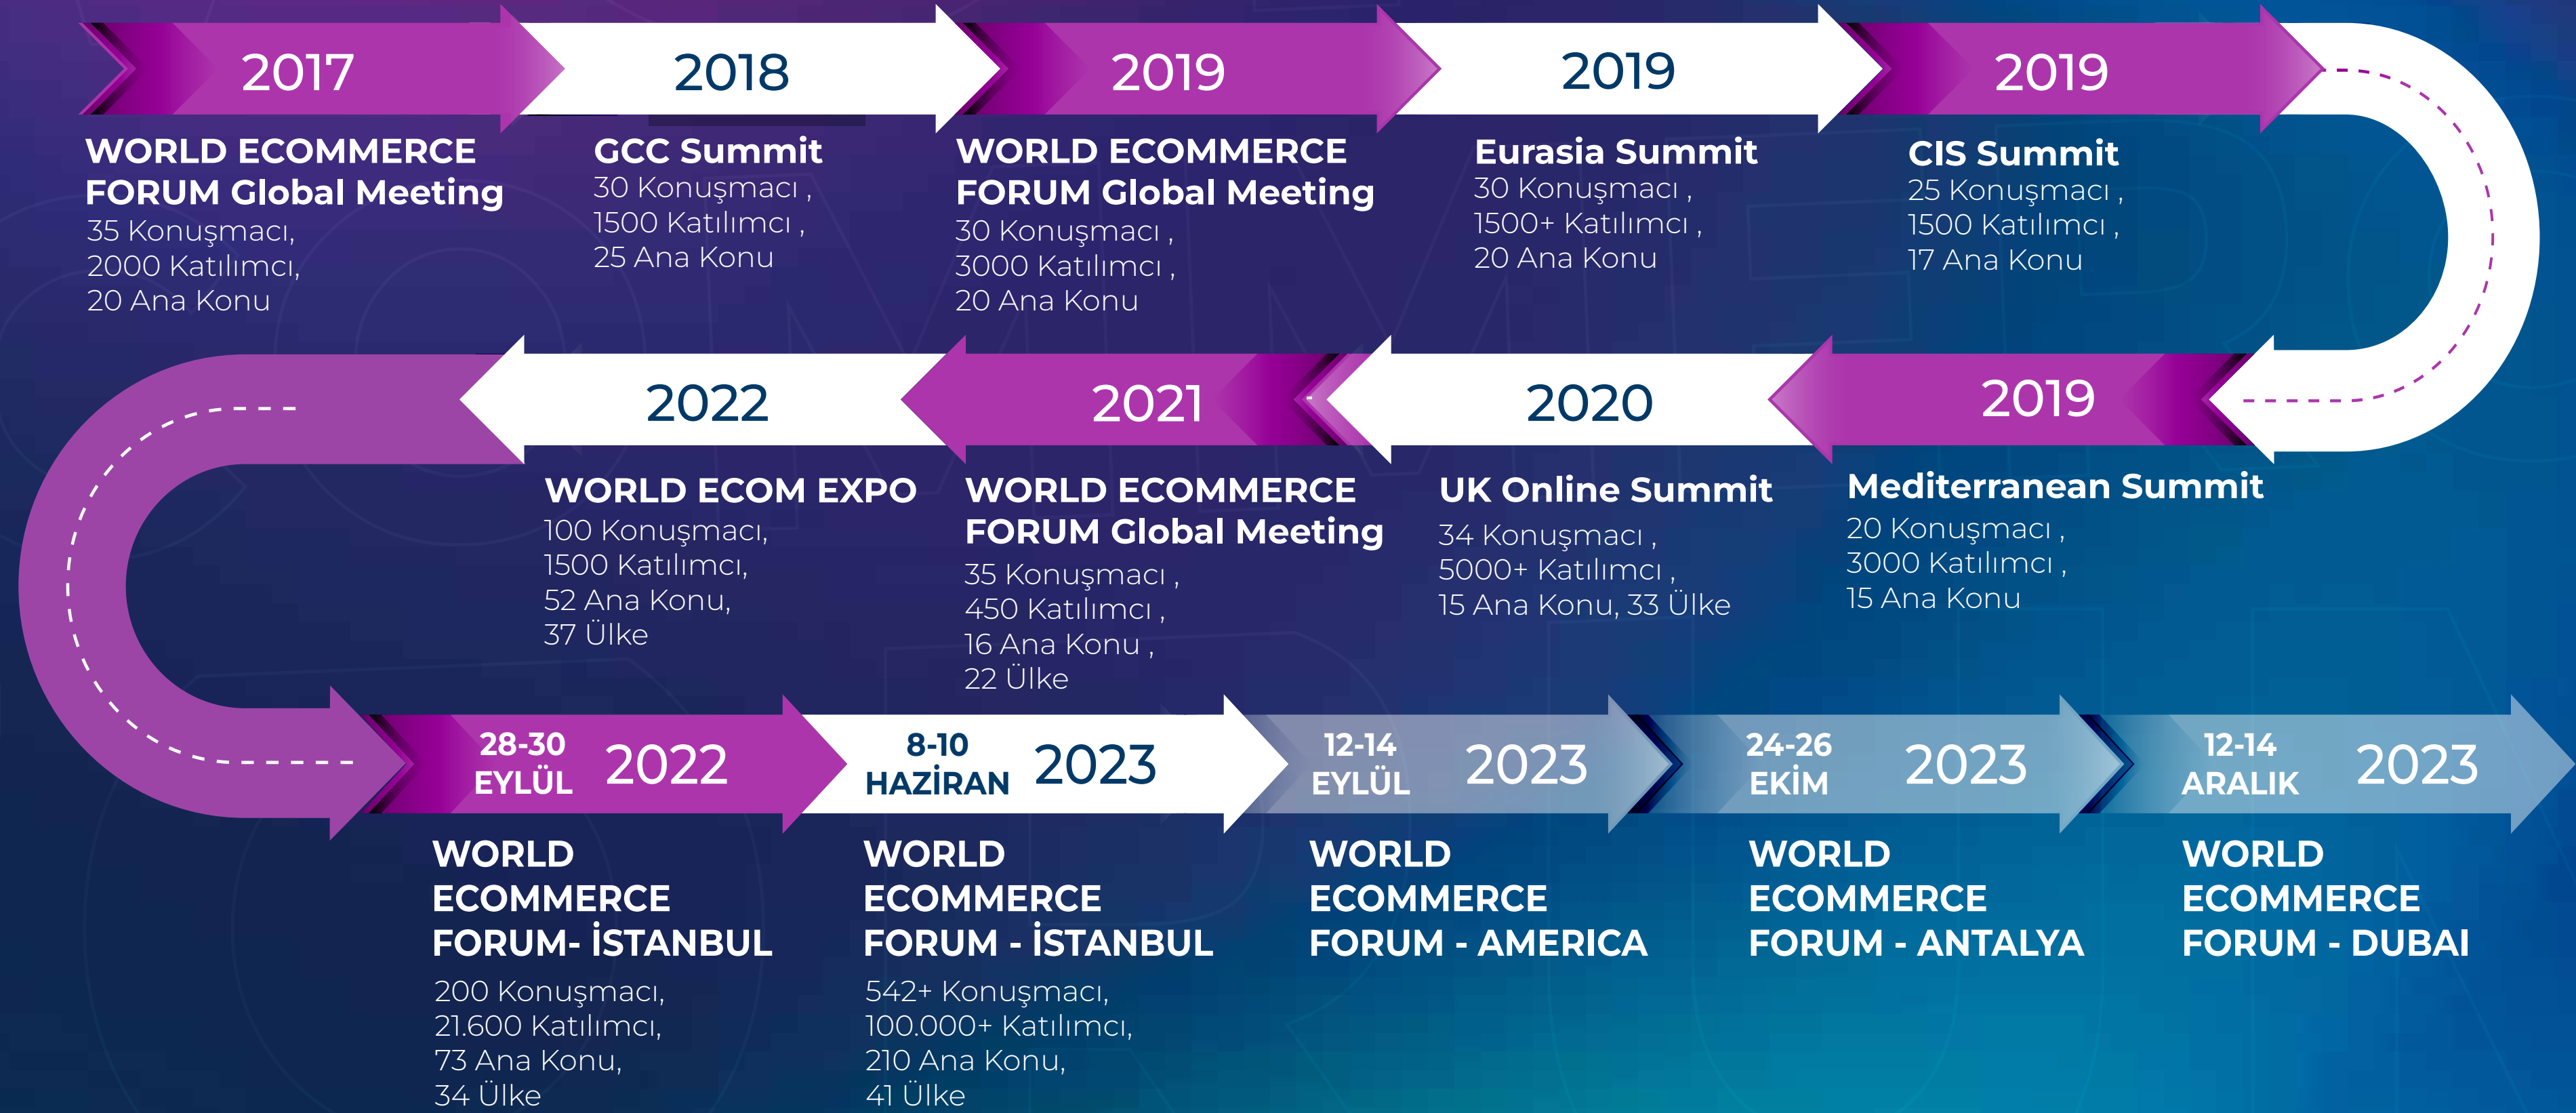 2017
WORLD ECOMMERCE
FORUM Global Meeting
35 Konuşmacı,
2000 Katılımcı,
20 Ana Konu
2018
GCC Summit
30 Konuşmacı ,
1500 Katılımcı ,
25 Ana Konu
2019
WORLD ECOMMERCE
FORUM Global Meeting
30 Konuşmacı ,
3000 Katılımcı ,
20 Ana Konu
2019
Eurasia Summit
30 Konuşmacı ,
1500+ Katılımcı ,
20 Ana Konu
2019
CIS Summit
25 Konuşmacı ,
1500 Katılımcı ,
17 Ana Konu
2019
Mediterranean Summit
20 Konuşmacı ,
3000 Katılımcı ,
15 Ana Konu
2020
UK Online Summit
34 Konuşmacı ,
5000+ Katılımcı ,
15 Ana Konu, 33 Ülke
2021
WORLD ECOMMERCE
FORUM Global Meeting
35 Konuşmacı ,
450 Katılımcı ,
16 Ana Konu ,
22 Ülke
2022
WORLD ECOM EXPO
100 Konuşmacı,
1500 Katılımcı,
52 Ana Konu,
37 Ülke
28-30
EYLÜL
2022
WORLD
ECOMMERCE
FORUM- İSTANBUL
200 Konuşmacı,
21.600 Katılımcı,
73 Ana Konu,
34 Ülke
8-10
HAZİRAN
2023
WORLD
ECOMMERCE
FORUM - İSTANBUL
542+ Konuşmacı,
100.000+ Katılımcı,
210 Ana Konu,
41 Ülke
12-14
EYLÜL
2023
WORLD
ECOMMERCE
FORUM - AMERICA
24-26
EKİM
2023
WORLD
ECOMMERCE
FORUM - ANTALYA
12-14
ARALIK
2023
WORLD
ECOMMERCE
FORUM - DUBAI